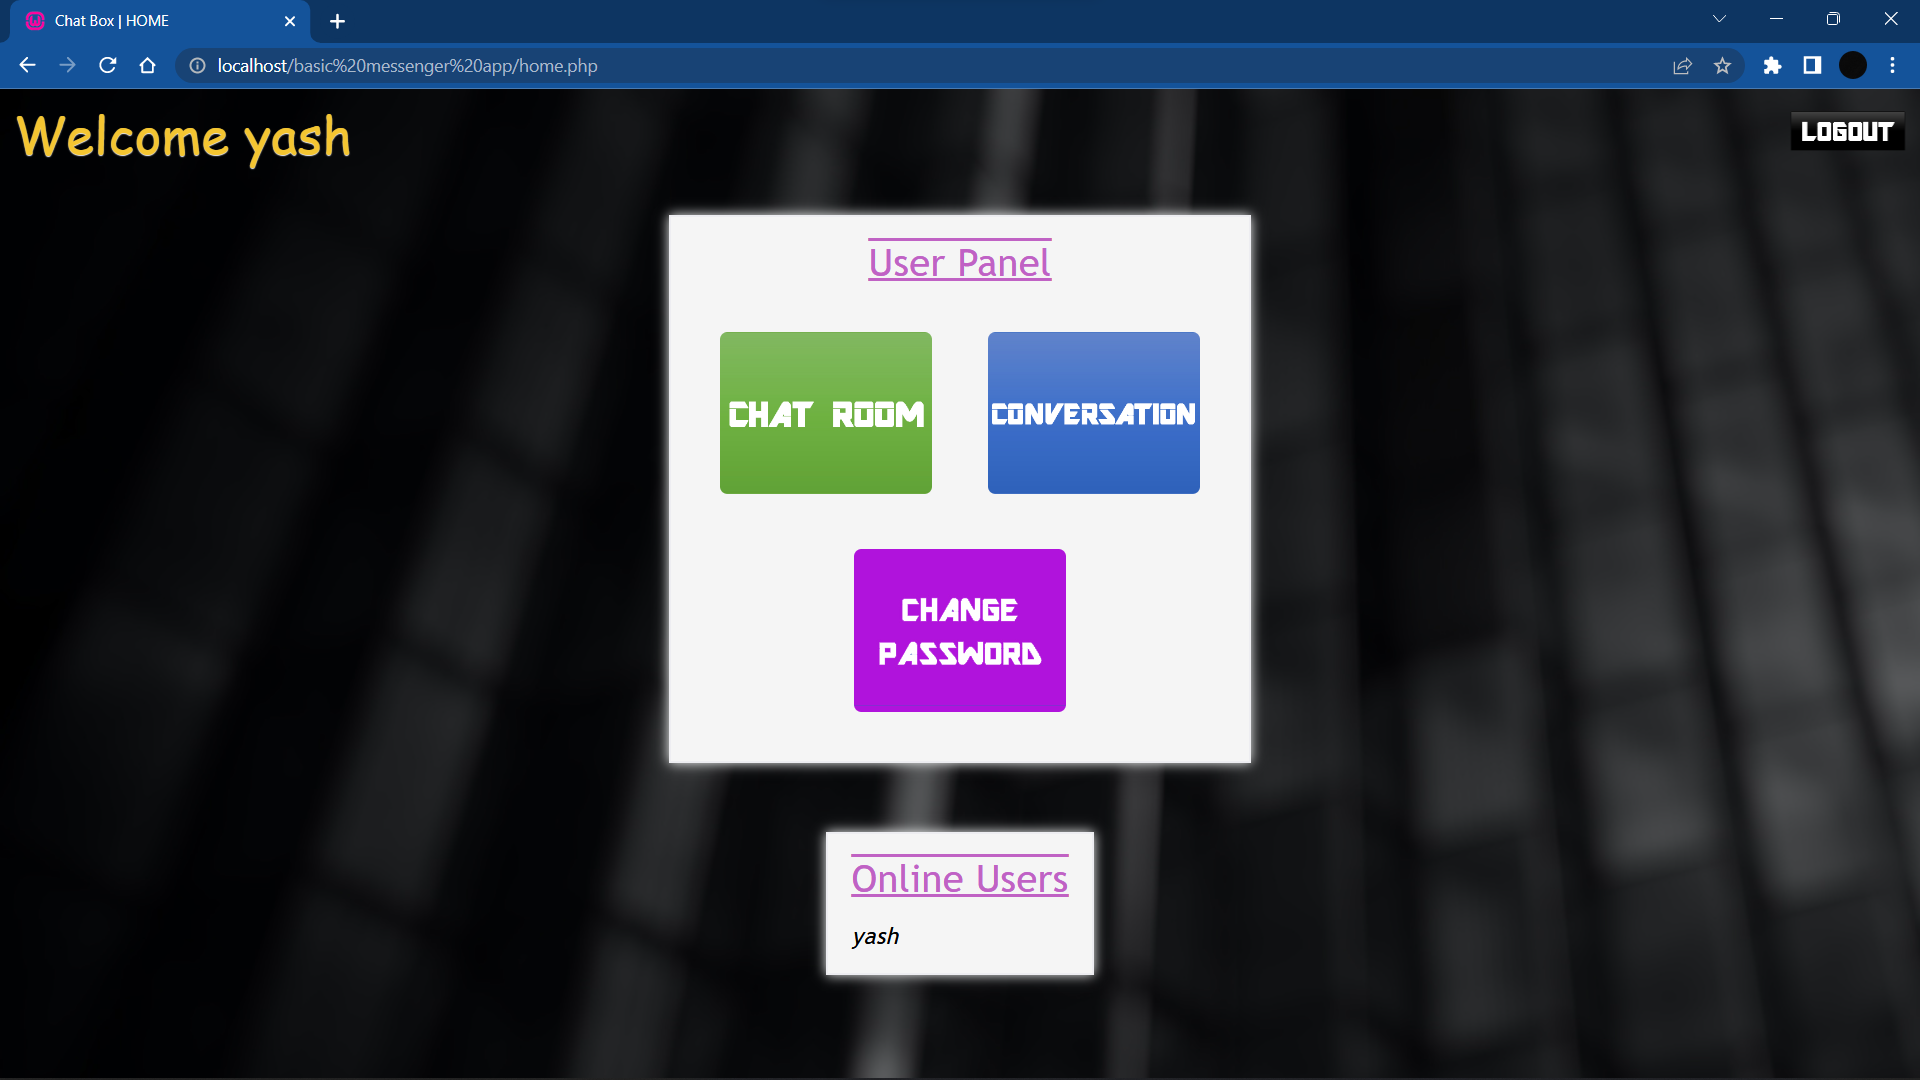 Chat Box | HOME
localhost/basic%20messenger%20app/home.php
Welcome yash
LOGOUT
User Panel
CHAT ROOM
CONVERSATION
CHANGE
PASSWORD
Online Users
yash